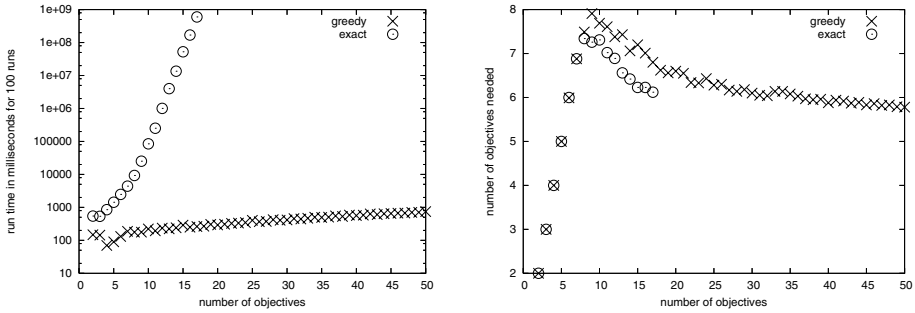 1e+09
1e+08
1e+07
1e+06
100000
10000
1000
100
10
run time in milliseconds for 100 runs
greedy
exact
0 5 10 15 20 25 30 35 40 45 50
number of objectives
8
7
6
5
4
3
2
number of objectives needed
greedy
exact
0 5 10 15 20 25 30 35 40 45 50
number of objectives